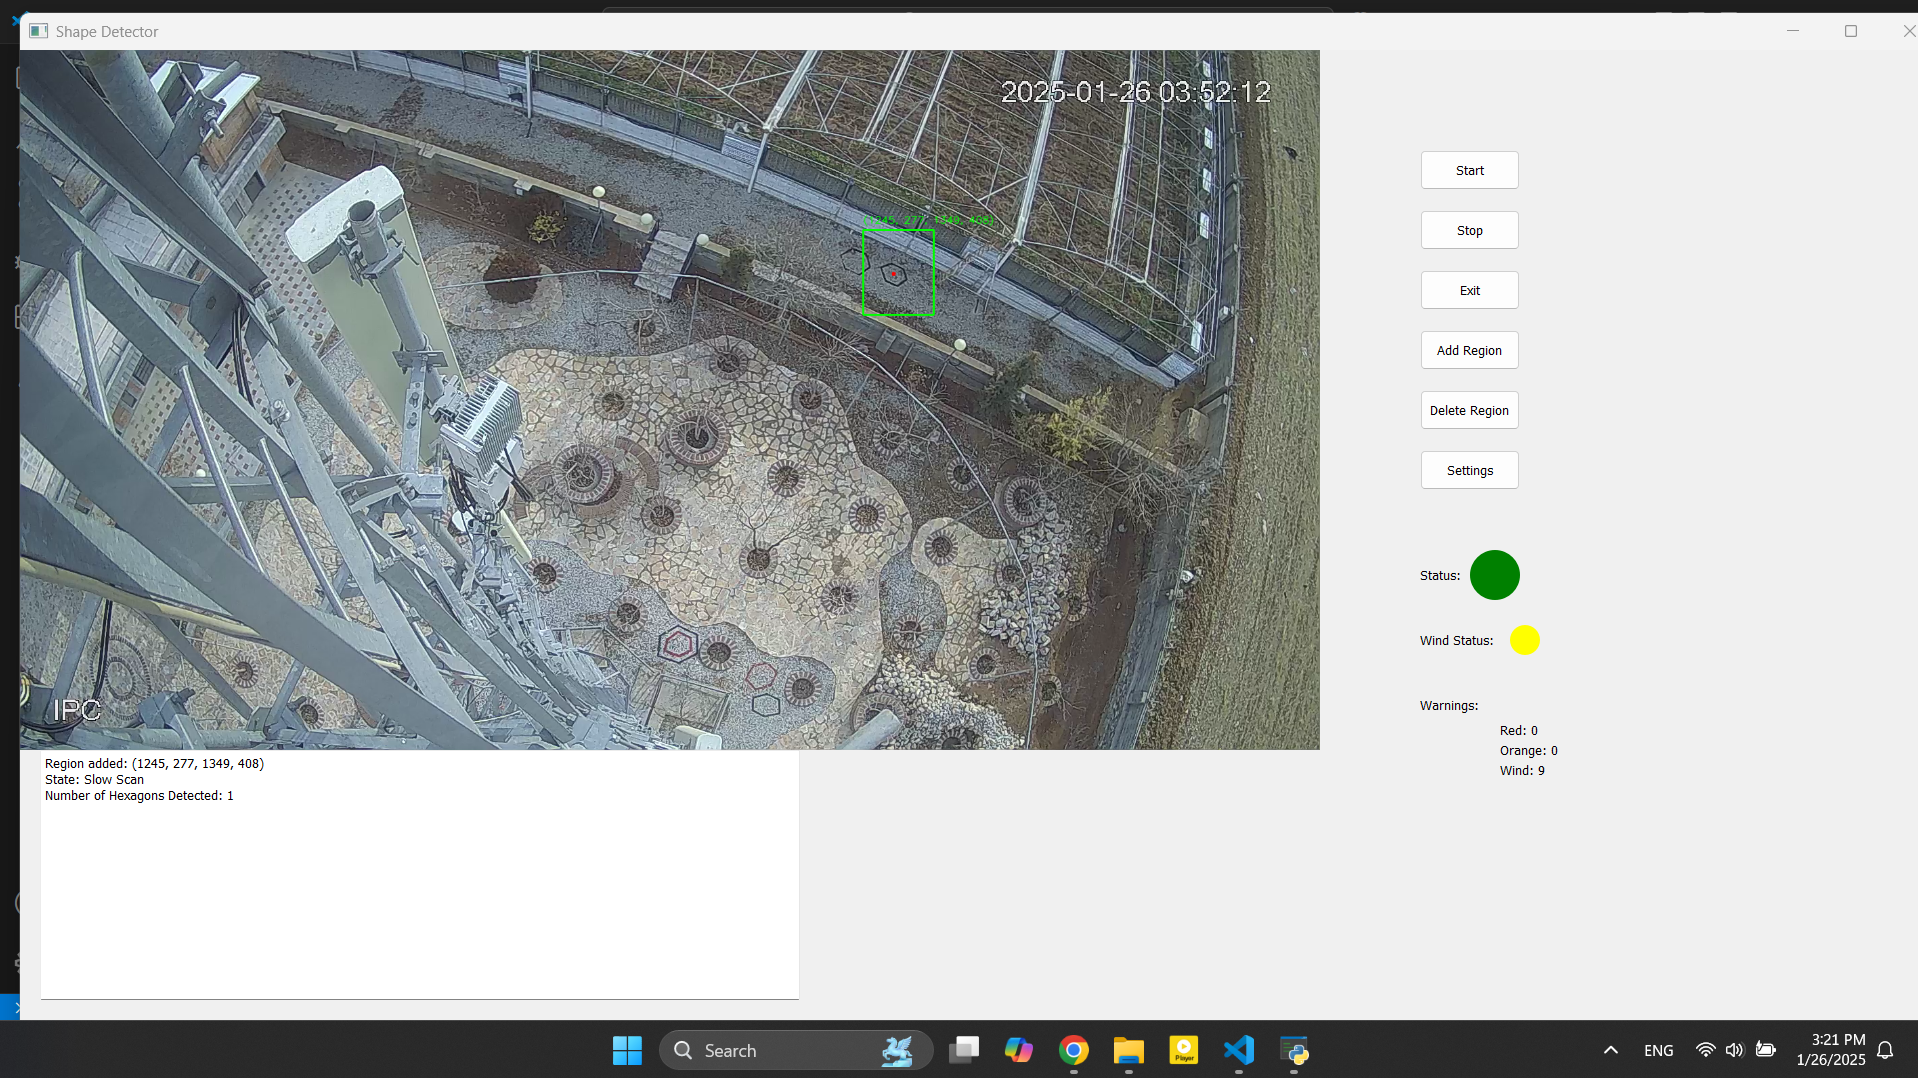 Shape Detector
2025-01-26 03:52:12
(1245, 277, 1349, 408)
IPC
Start
Stop
Exit
Add Region
Delete Region
Settings
Status:
Wind Status:
Warnings:
Red: 0
Orange: 0
Wind: 9
Region added: (1245, 277, 1349, 408)
State: Slow Scan
Number of Hexagons Detected: 1
Search
Player
ENG
3:21 PM
1/26/2025